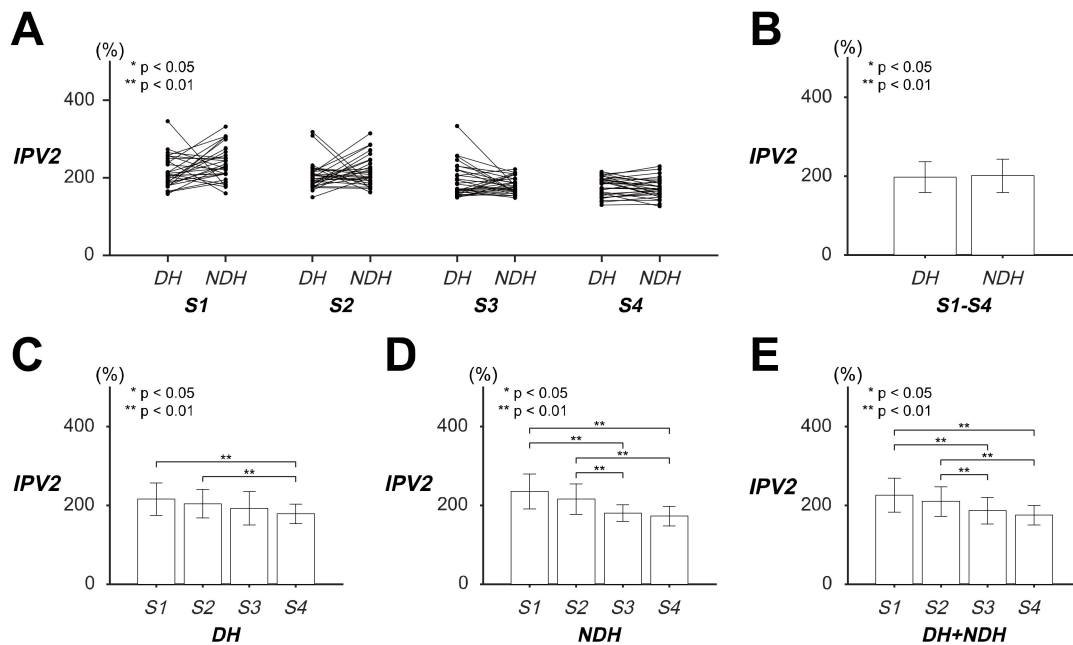 A
(%)
* p < 0.05
** p < 0.01
400
IPV2
200
0
DH NDH DH NDH DH NDH DH NDH
S1 S2 S3 S4
B
(%)
* p < 0.05
** p < 0.01
400
IPV2
200
0
DH NDH
S1-S4
C
(%)
* p < 0.05
** p < 0.01
400
**
**
IPV2
200
0
S1 S2 S3 S4
DH
D
(%)
* p < 0.05
** p < 0.01
400
**
**
**
**
IPV2
200
0
S1 S2 S3 S4
NDH
E
(%)
* p < 0.05
** p < 0.01
400
**
**
**
**
IPV2
200
0
S1 S2 S3 S4
DH+NDH